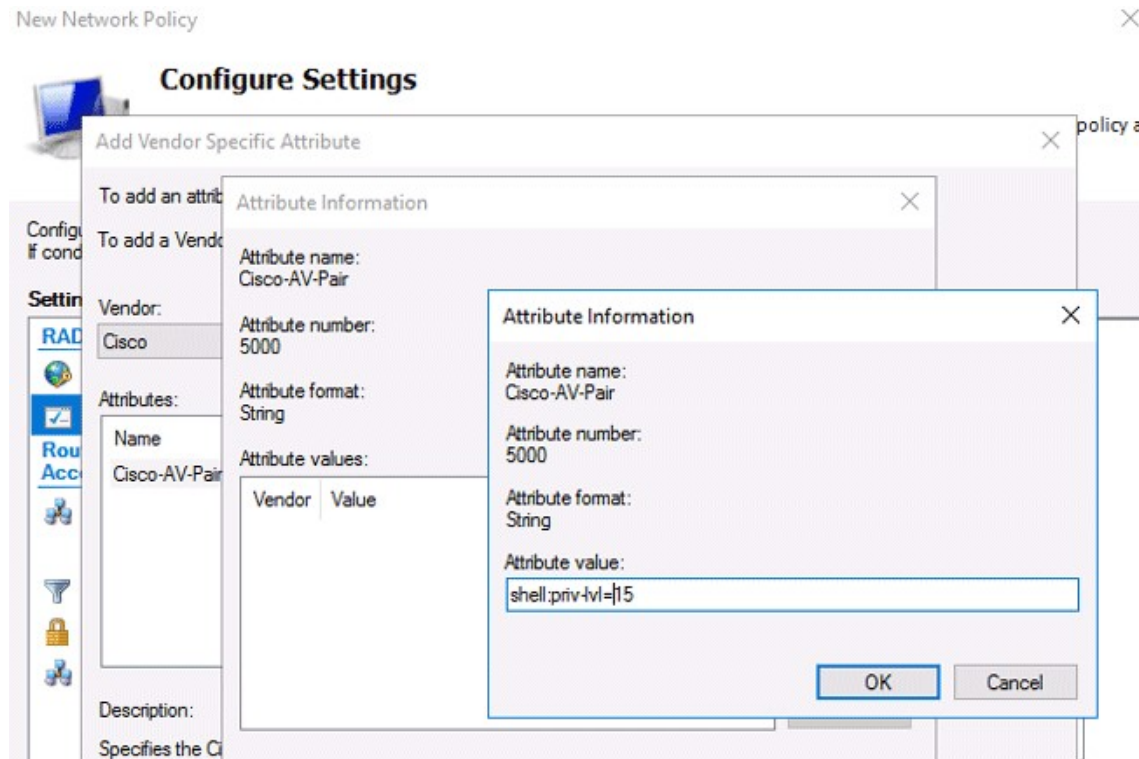 New Network Policy
Configure Settings
policy a
Add Vendor Specific Attribute
To add an attrib
Configu
If cond
To add a Vendo
Settin
RAD
Rou
Acc
Vendor:
Cisco
Attributes:
Name
Cisco-AV-Pair
Description:
Specifies the Ci
Attribute Information
Attribute name:
Cisco-AV-Pair
Attribute number:
5000
Attribute format:
String
Attribute values:
Vendor Value
Attribute Information
Attribute name:
Cisco-AV-Pair
Attribute number:
5000
Attribute format:
String
Attribute value:
shell:priv-lvl=15
OK Cancel